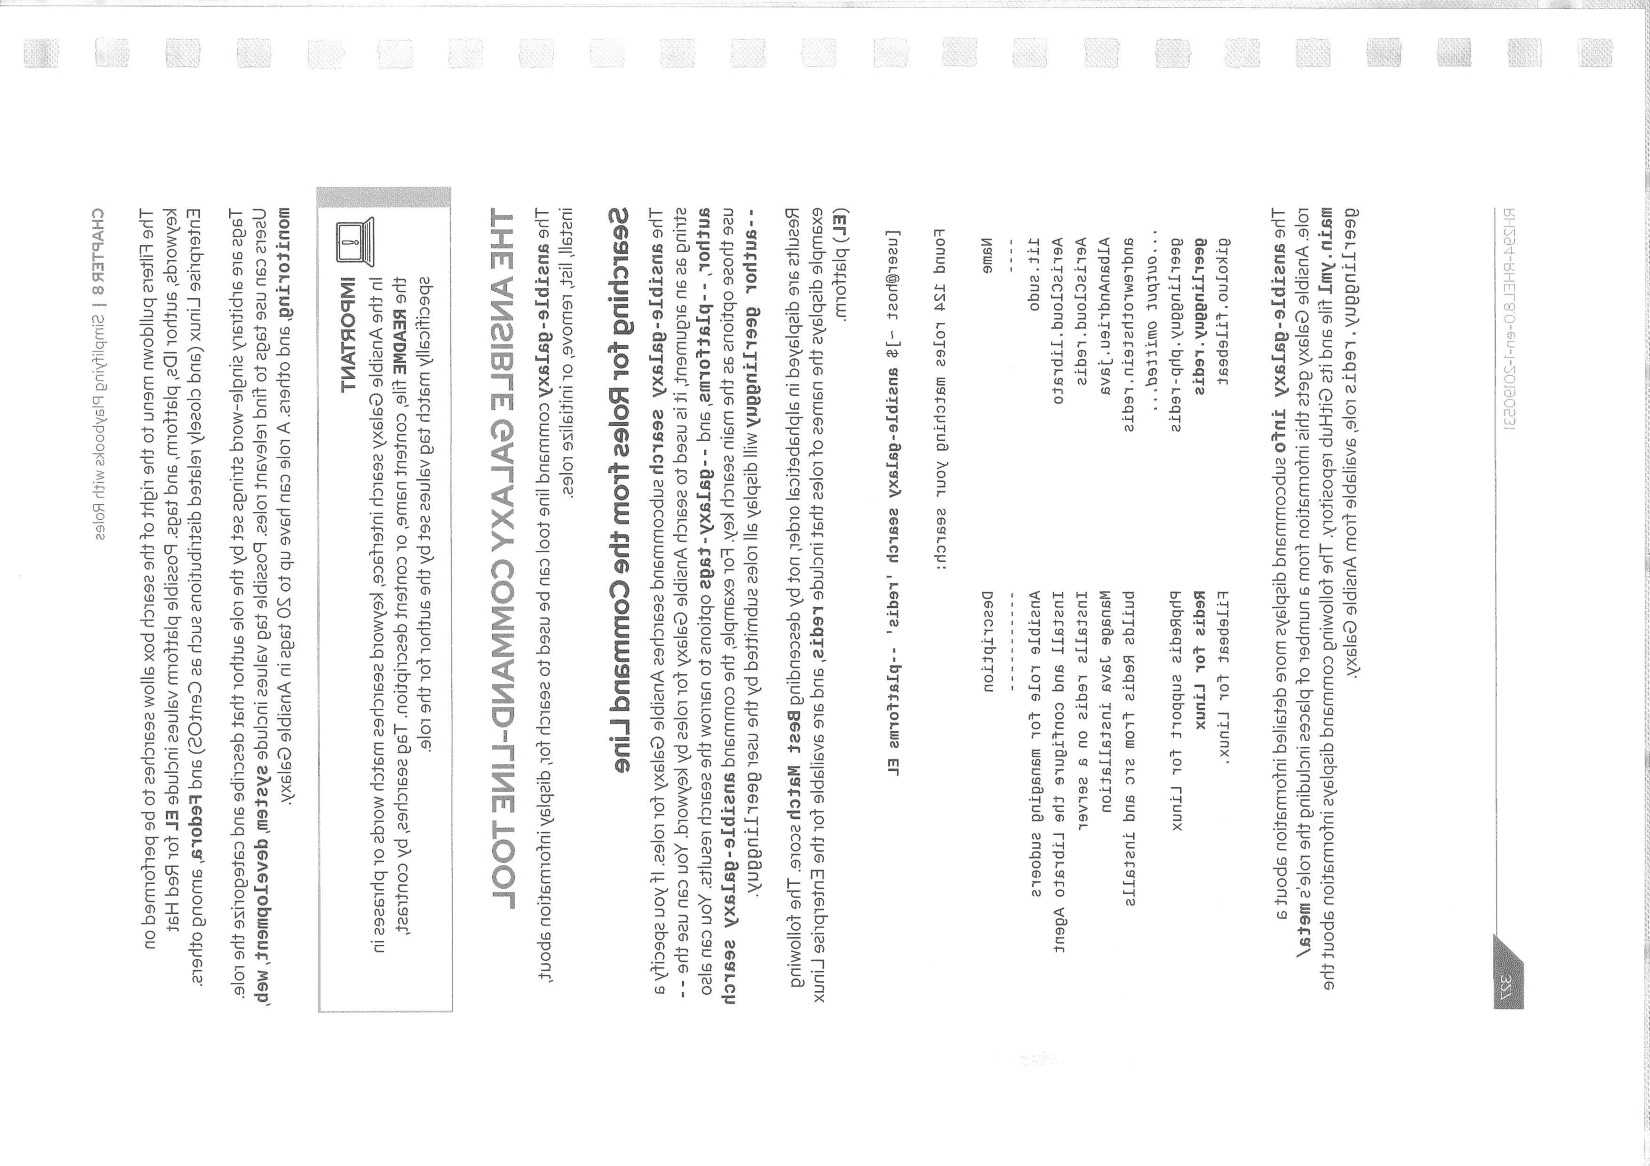 CHAPTER 8 | Simplifying Playbooks with Roles
The Filters pulldown menu to the right of the search box allows searches to be performed on
keywords, author IDs, platform, and tags. Possible platform values include EL for Red Hat
Enterprise Linux (and closely related distributions such as CentOS) and Fedora, among others.
Tags are arbitrary single-word strings set by the role author that describe and categorize the role.
Users can use tags to find relevant roles. Possible tag values include system, development, web,
monitoring, and others. A role can have up to 20 tags in Ansible Galaxy.
IMPORTANT
In the Ansible Galaxy search interface, keyword searches match words or phrases in
the README file, content name, or content description. Tag searches, by contrast,
specifically match tag values set by the author for the role.
THE ANSIBLE GALAXY COMMAND-LINE TOOL
The ansible-galaxy command line tool can be used to search for, display information about,
install, list, remove, or initialize roles.
Searching for Roles from the Command Line
The ansible-galaxy search subcommand searches Ansible Galaxy for roles. If you specify a
string as an argument, it is used to search Ansible Galaxy for roles by keyword. You can use the --
author, --platforms, and --galaxy-tags options to narrow the search results. You can also
use those options as the main search key. For example, the command ansible-galaxy search
--author geerlingguy will display all roles submitted by the user geerlingguy.
Results are displayed in alphabetical order, not by descending Best Match score. The following
example displays the names of roles that include redis, and are available for the Enterprise Linux
(EL) platform.
[user@host ~]$ ansible-galaxy search 'redis' --platforms EL
Found 124 roles matching your search:
Name Description
---- -----------
1it.sudo Ansible role for managing sudoers
AerisCloud.librato Install and configure the Librato Agent
AerisCloud.redis Installs redis on a server
AlbanAndrieu.java Manage Java installation
andrewrothstein.redis builds Redis from src and installs
...output omitted...
geerlingguy.php-redis PhpRedis support for Linux
geerlingguy.redis Redis for Linux
gikoluo.filebeat Filebeat for Linux.
The ansible-galaxy info subcommand displays more detailed information about a
role. Ansible Galaxy gets this information from a number of places including the role's meta/
main.yml file and its GitHub repository. The following command displays information about the
geerlingguy.redis role, available from Ansible Galaxy.
RH294-RHEL8.0-en-1-20190531
327